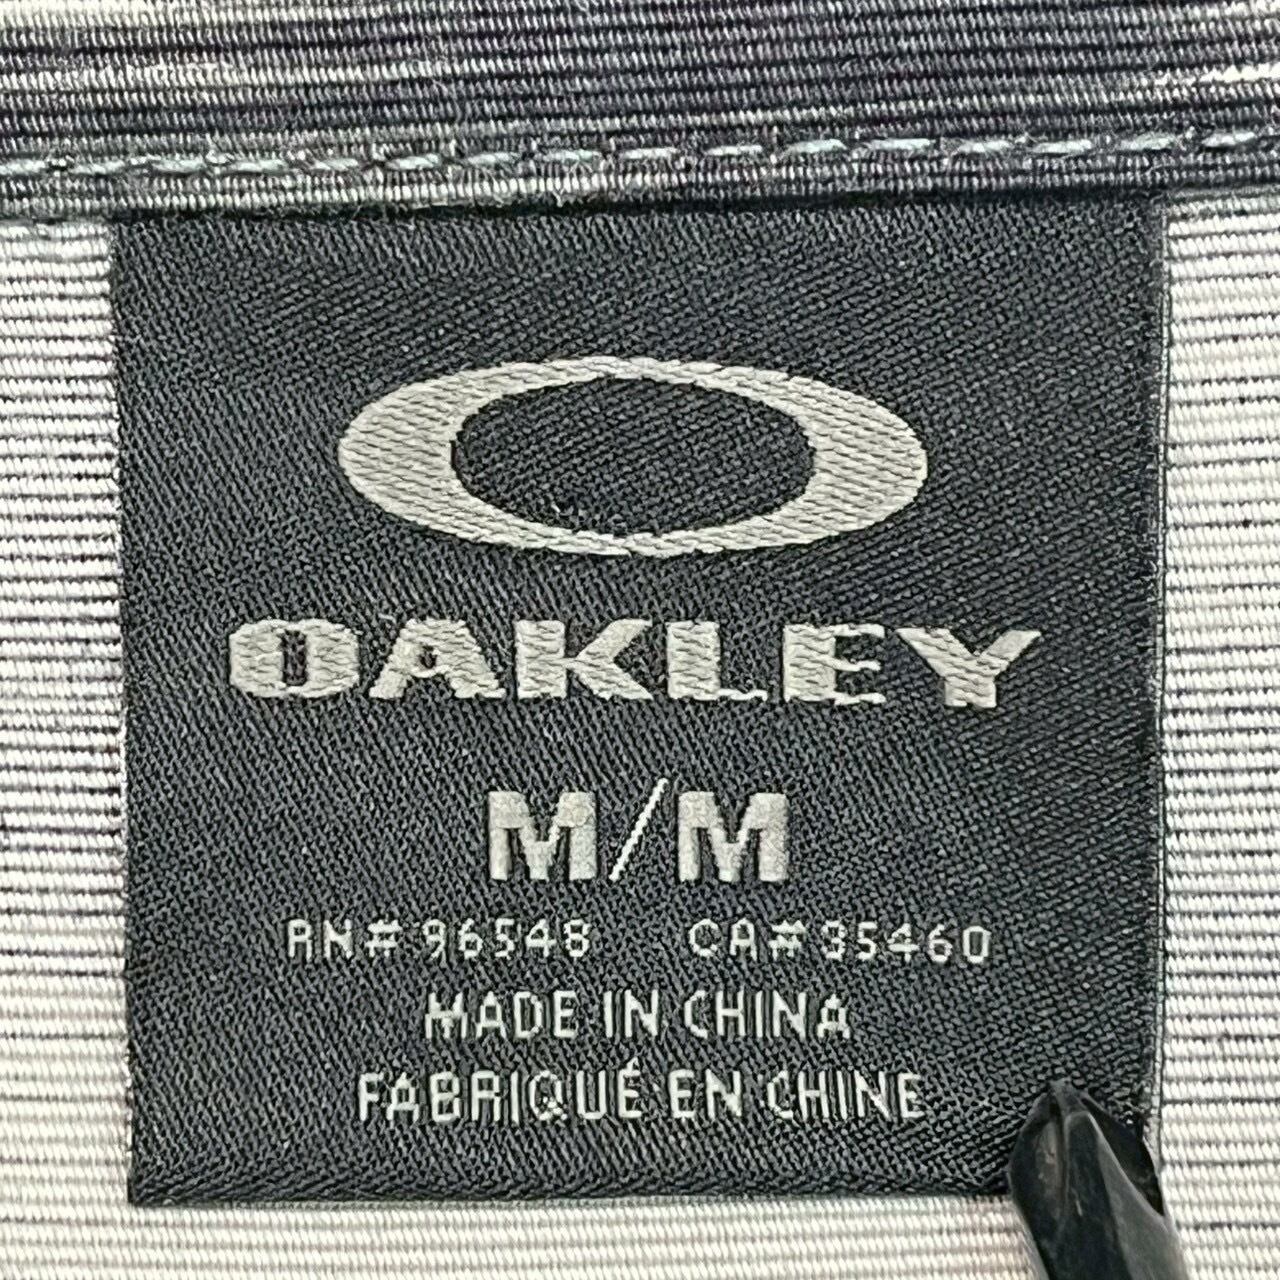 OAKLEY
M/M
RN# 96548 CA# 35460
MADE IN CHINA
FABRIQUÉ EN CHINE